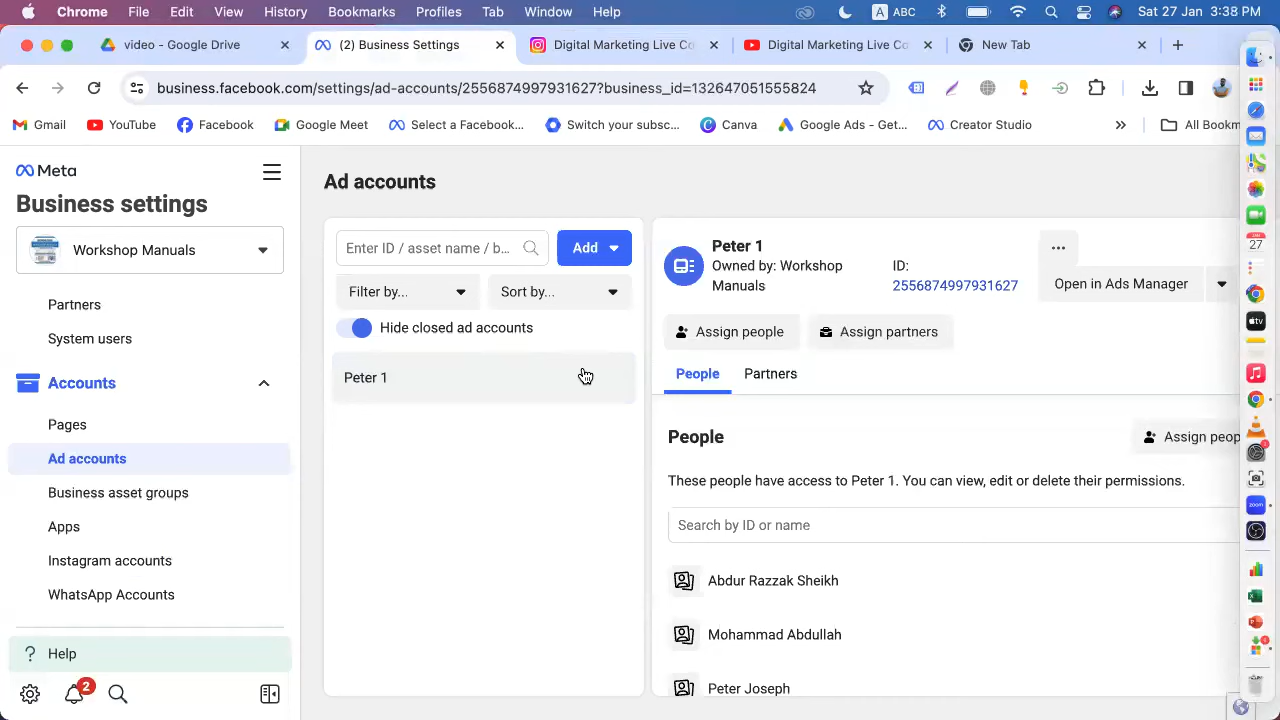 Chrome File Edit View History Bookmarks Profiles Tab Window Help A ABC Sat 27 Jan 3:38 PM
video - Google Drive (2) Business Settings Digital Marketing Live Co Digital Marketing Live Co New Tab
business.facebook.com/settings/ad-accounts/2556874997931627?business_id=132647051555824
Gmail YouTube Facebook Google Meet Select a Facebook... Switch your subsc... Canva Google Ads - Get... Creator Studio » All Bookm
Meta
Business settings
Workshop Manuals
Partners
System users
Accounts
Pages
Ad accounts
Business asset groups
Apps
Instagram accounts
WhatsApp Accounts
? Help
2
Ad accounts
Enter ID / asset name / b... Add
Filter by... Sort by...
Hide closed ad accounts
Peter 1
Peter 1
Owned by: Workshop
Manuals
ID:
2556874997931627
...
Open in Ads Manager
Assign people Assign partners
People Partners
People Assign peop
These people have access to Peter 1. You can view, edit or delete their permissions.
Search by ID or name
Abdur Razzak Sheikh
Mohammad Abdullah
Peter Joseph
27
tv
zoom